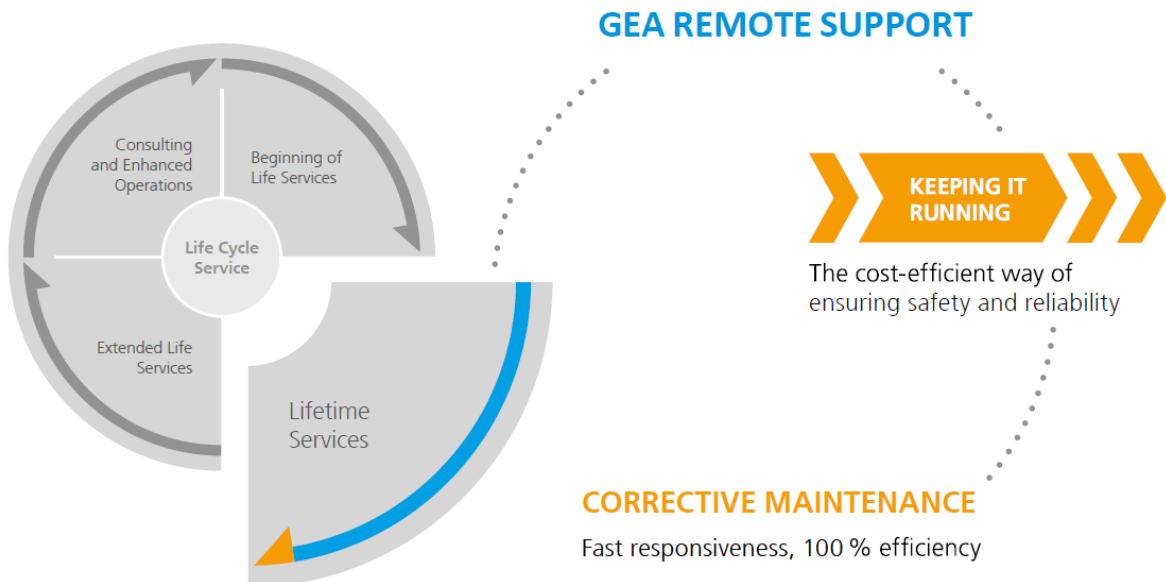 GEA REMOTE SUPPORT
Consulting
and Enhanced
Operations
Beginning of
Life Services
Life Cycle
Service
Extended Life
Services
Lifetime
Services
KEEPING IT
RUNNING
The cost-efficient way of
ensuring safety and reliability
CORRECTIVE MAINTENANCE
Fast responsiveness, 100 % efficiency